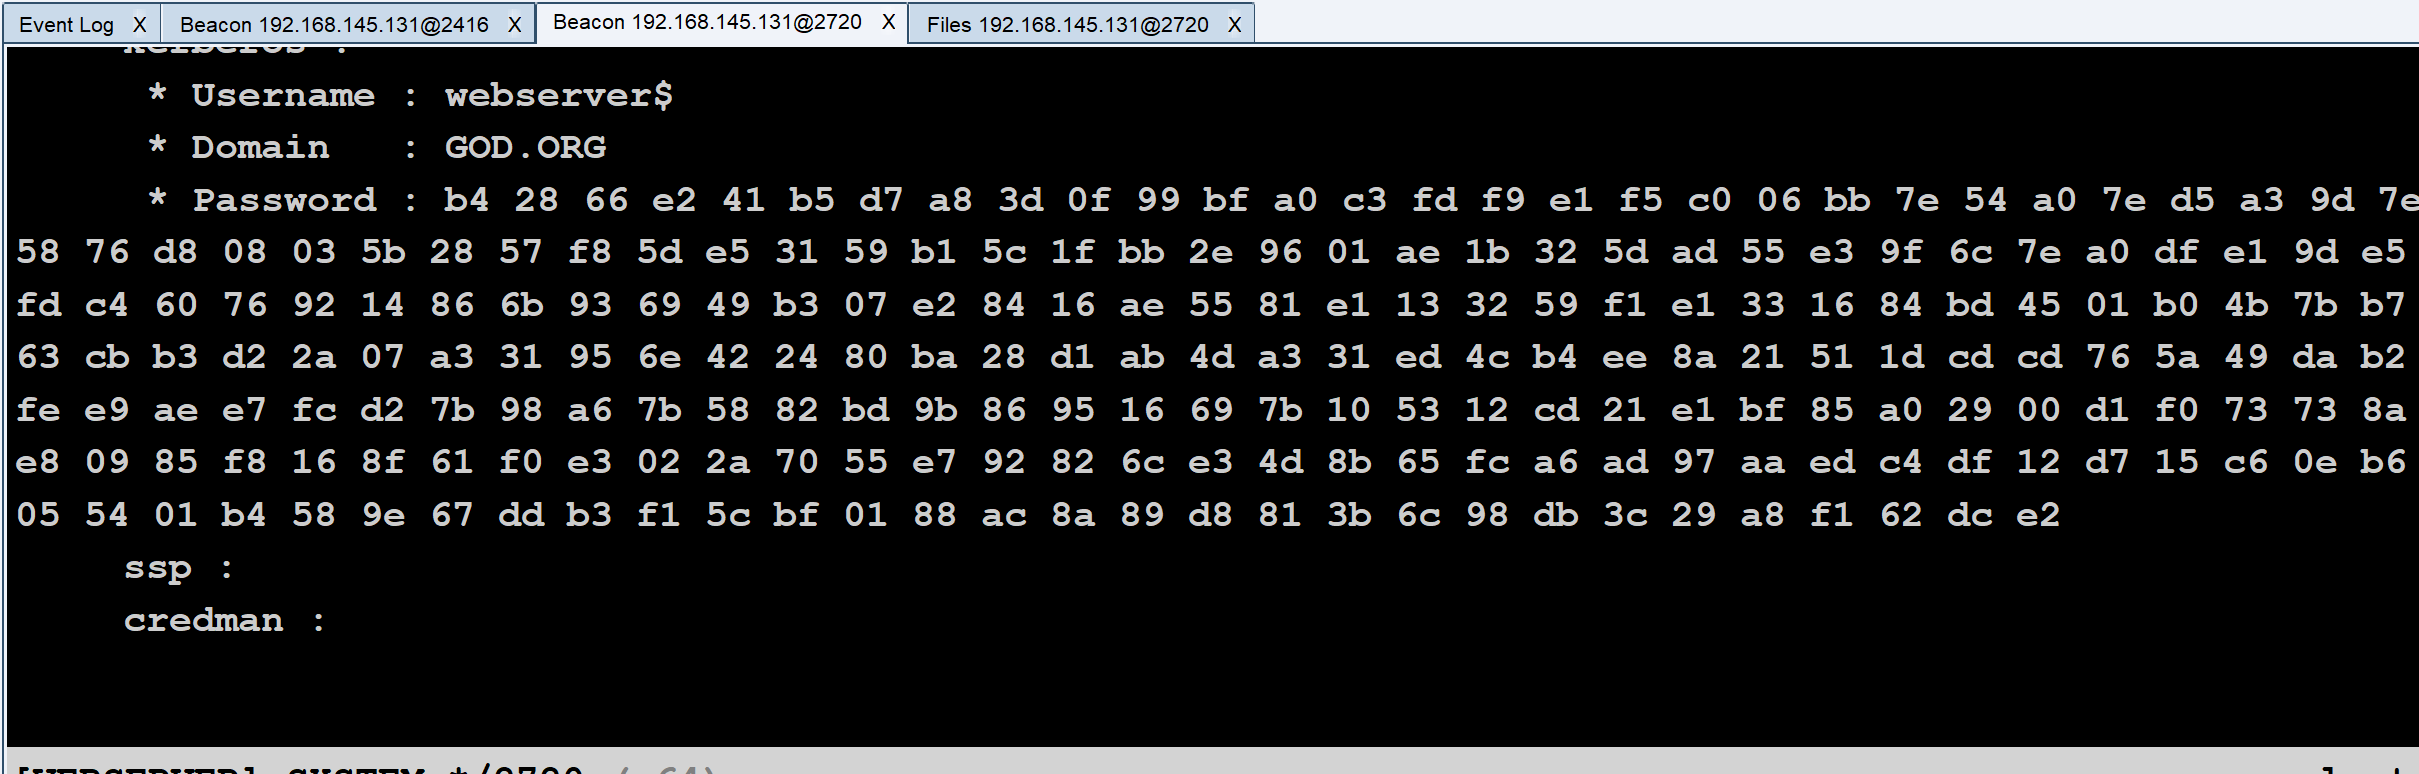 Event Log X Beacon 192.168.145.131@2416 X Beacon 192.168.145.131@2720 X Files 192.168.145.131@2720 X
kerberos :
* Username : webserver$
* Domain : GOD.ORG
* Password : b4 28 66 e2 41 b5 d7 a8 3d 0f 99 bf a0 c3 fd f9 e1 f5 c0 06 bb 7e 54 a0 7e d5 a3 9d 7e
58 76 d8 08 03 5b 28 57 f8 5d e5 31 59 b1 5c 1f bb 2e 96 01 ae 1b 32 5d ad 55 e3 9f 6c 7e a0 df e1 9d e5
fd c4 60 76 92 14 86 6b 93 69 49 b3 07 e2 84 16 ae 55 81 e1 13 32 59 f1 e1 33 16 84 bd 45 01 b0 4b 7b b7
63 cb b3 d2 2a 07 a3 31 95 6e 42 24 80 ba 28 d1 ab 4d a3 31 ed 4c b4 ee 8a 21 51 1d cd cd 76 5a 49 da b2
fe e9 ae e7 fc d2 7b 98 a6 7b 58 82 bd 9b 86 95 16 69 7b 10 53 12 cd 21 e1 bf 85 a0 29 00 d1 f0 73 73 8a
e8 09 85 f8 16 8f 61 f0 e3 02 2a 70 55 e7 92 82 6c e3 4d 8b 65 fc a6 ad 97 aa ed c4 df 12 d7 15 c6 0e b6
05 54 01 b4 58 9e 67 dd b3 f1 5c bf 01 88 ac 8a 89 d8 81 3b 6c 98 db 3c 29 a8 f1 62 dc e2
ssp :
credman :
[WEBSERVER] SYSTEM */2720